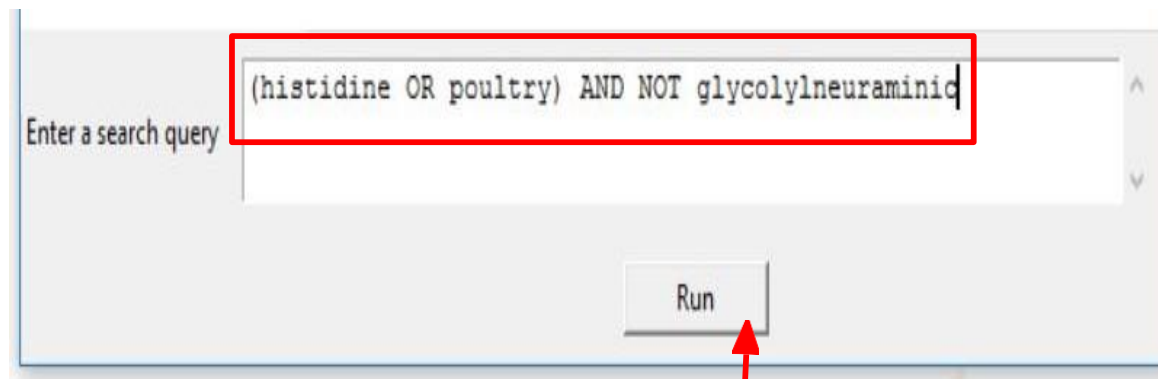 (histidine OR poultry) AND NOT glycolylneuraminic
Enter a search query
Run